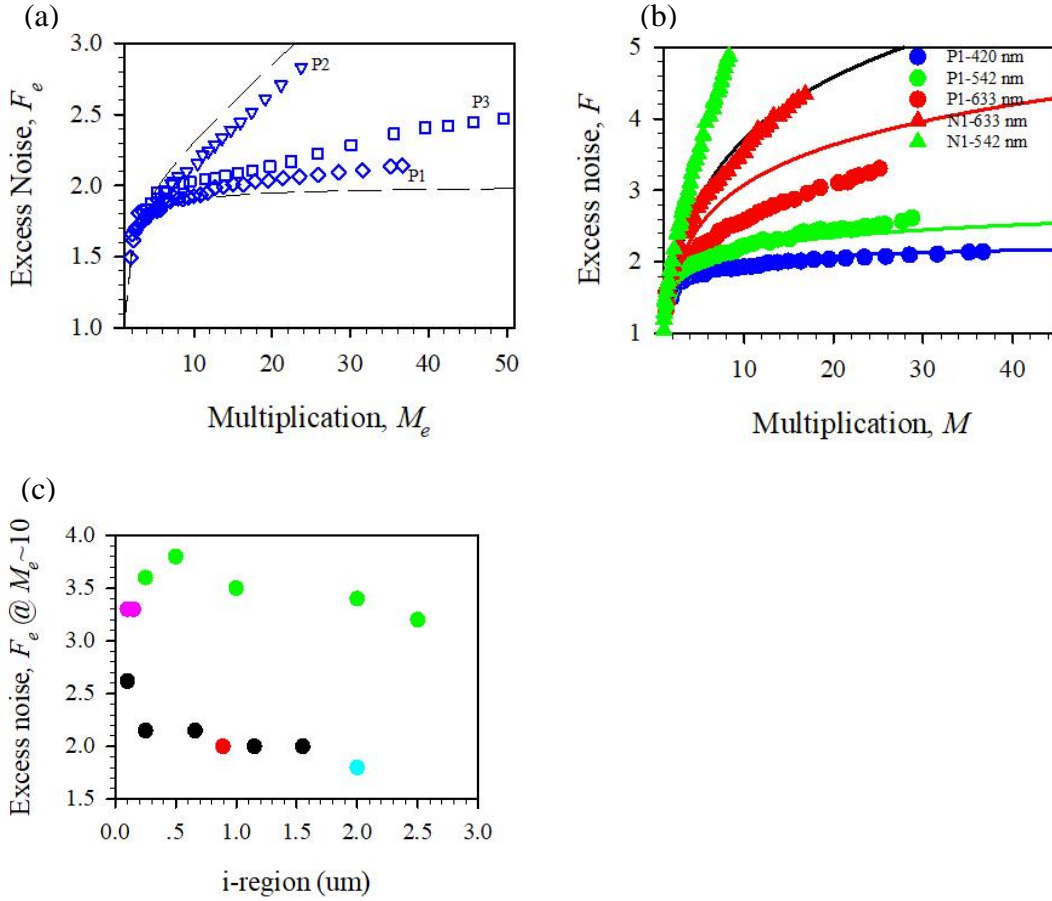 (a)
3.0
2.5
2.0
1.5
1.0
10
20
30
40
50
P2
P3
P1
Excess Noise, Fe
Multiplication, Me
(b)
5
4
3
2
1
10
20
30
40
P1-420 nm
P1-542 nm
P1-633 nm
N1-633 nm
N1-542 nm
Excess noise, F
Multiplication, M
(c)
4.0
3.5
3.0
2.5
2.0
1.5
0.0
.5
1.0
1.5
2.0
2.5
3.0
Excess noise, Fe @ Me~10
i-region (um)